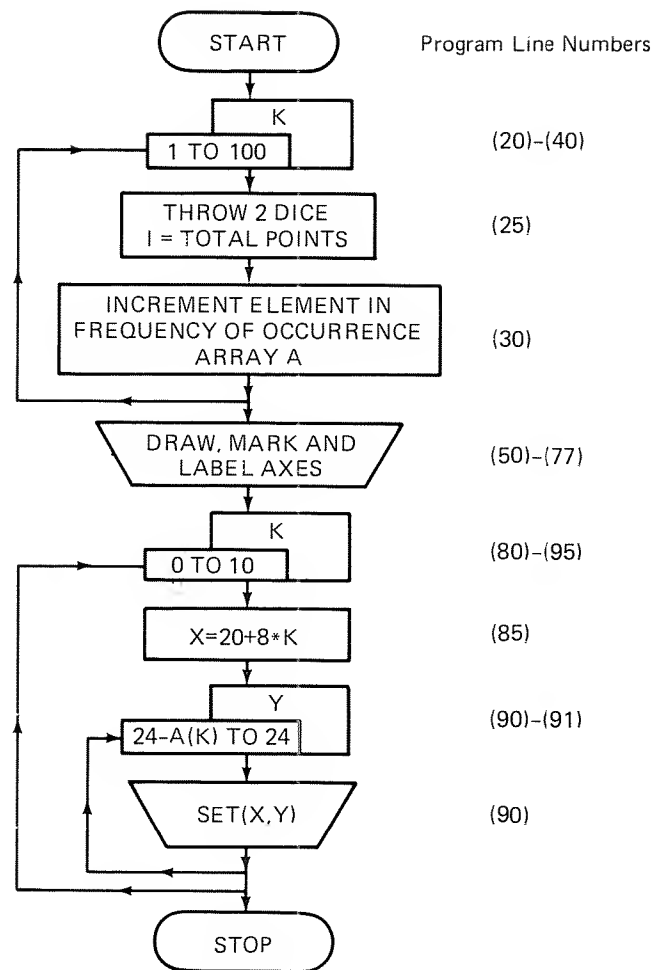 START
Program Line Numbers
K
1 TO 100
(20)-(40)
THROW 2 DICE
I = TOTAL POINTS
(25)
INCREMENT ELEMENT IN
FREQUENCY OF OCCURRENCE
ARRAY A
(30)
DRAW, MARK AND
LABEL AXES
(50)-(77)
K
0 TO 10
(80)-(95)
X=20+8*K
(85)
Y
24-A(K) TO 24
(90)-(91)
SET(X,Y)
(90)
STOP